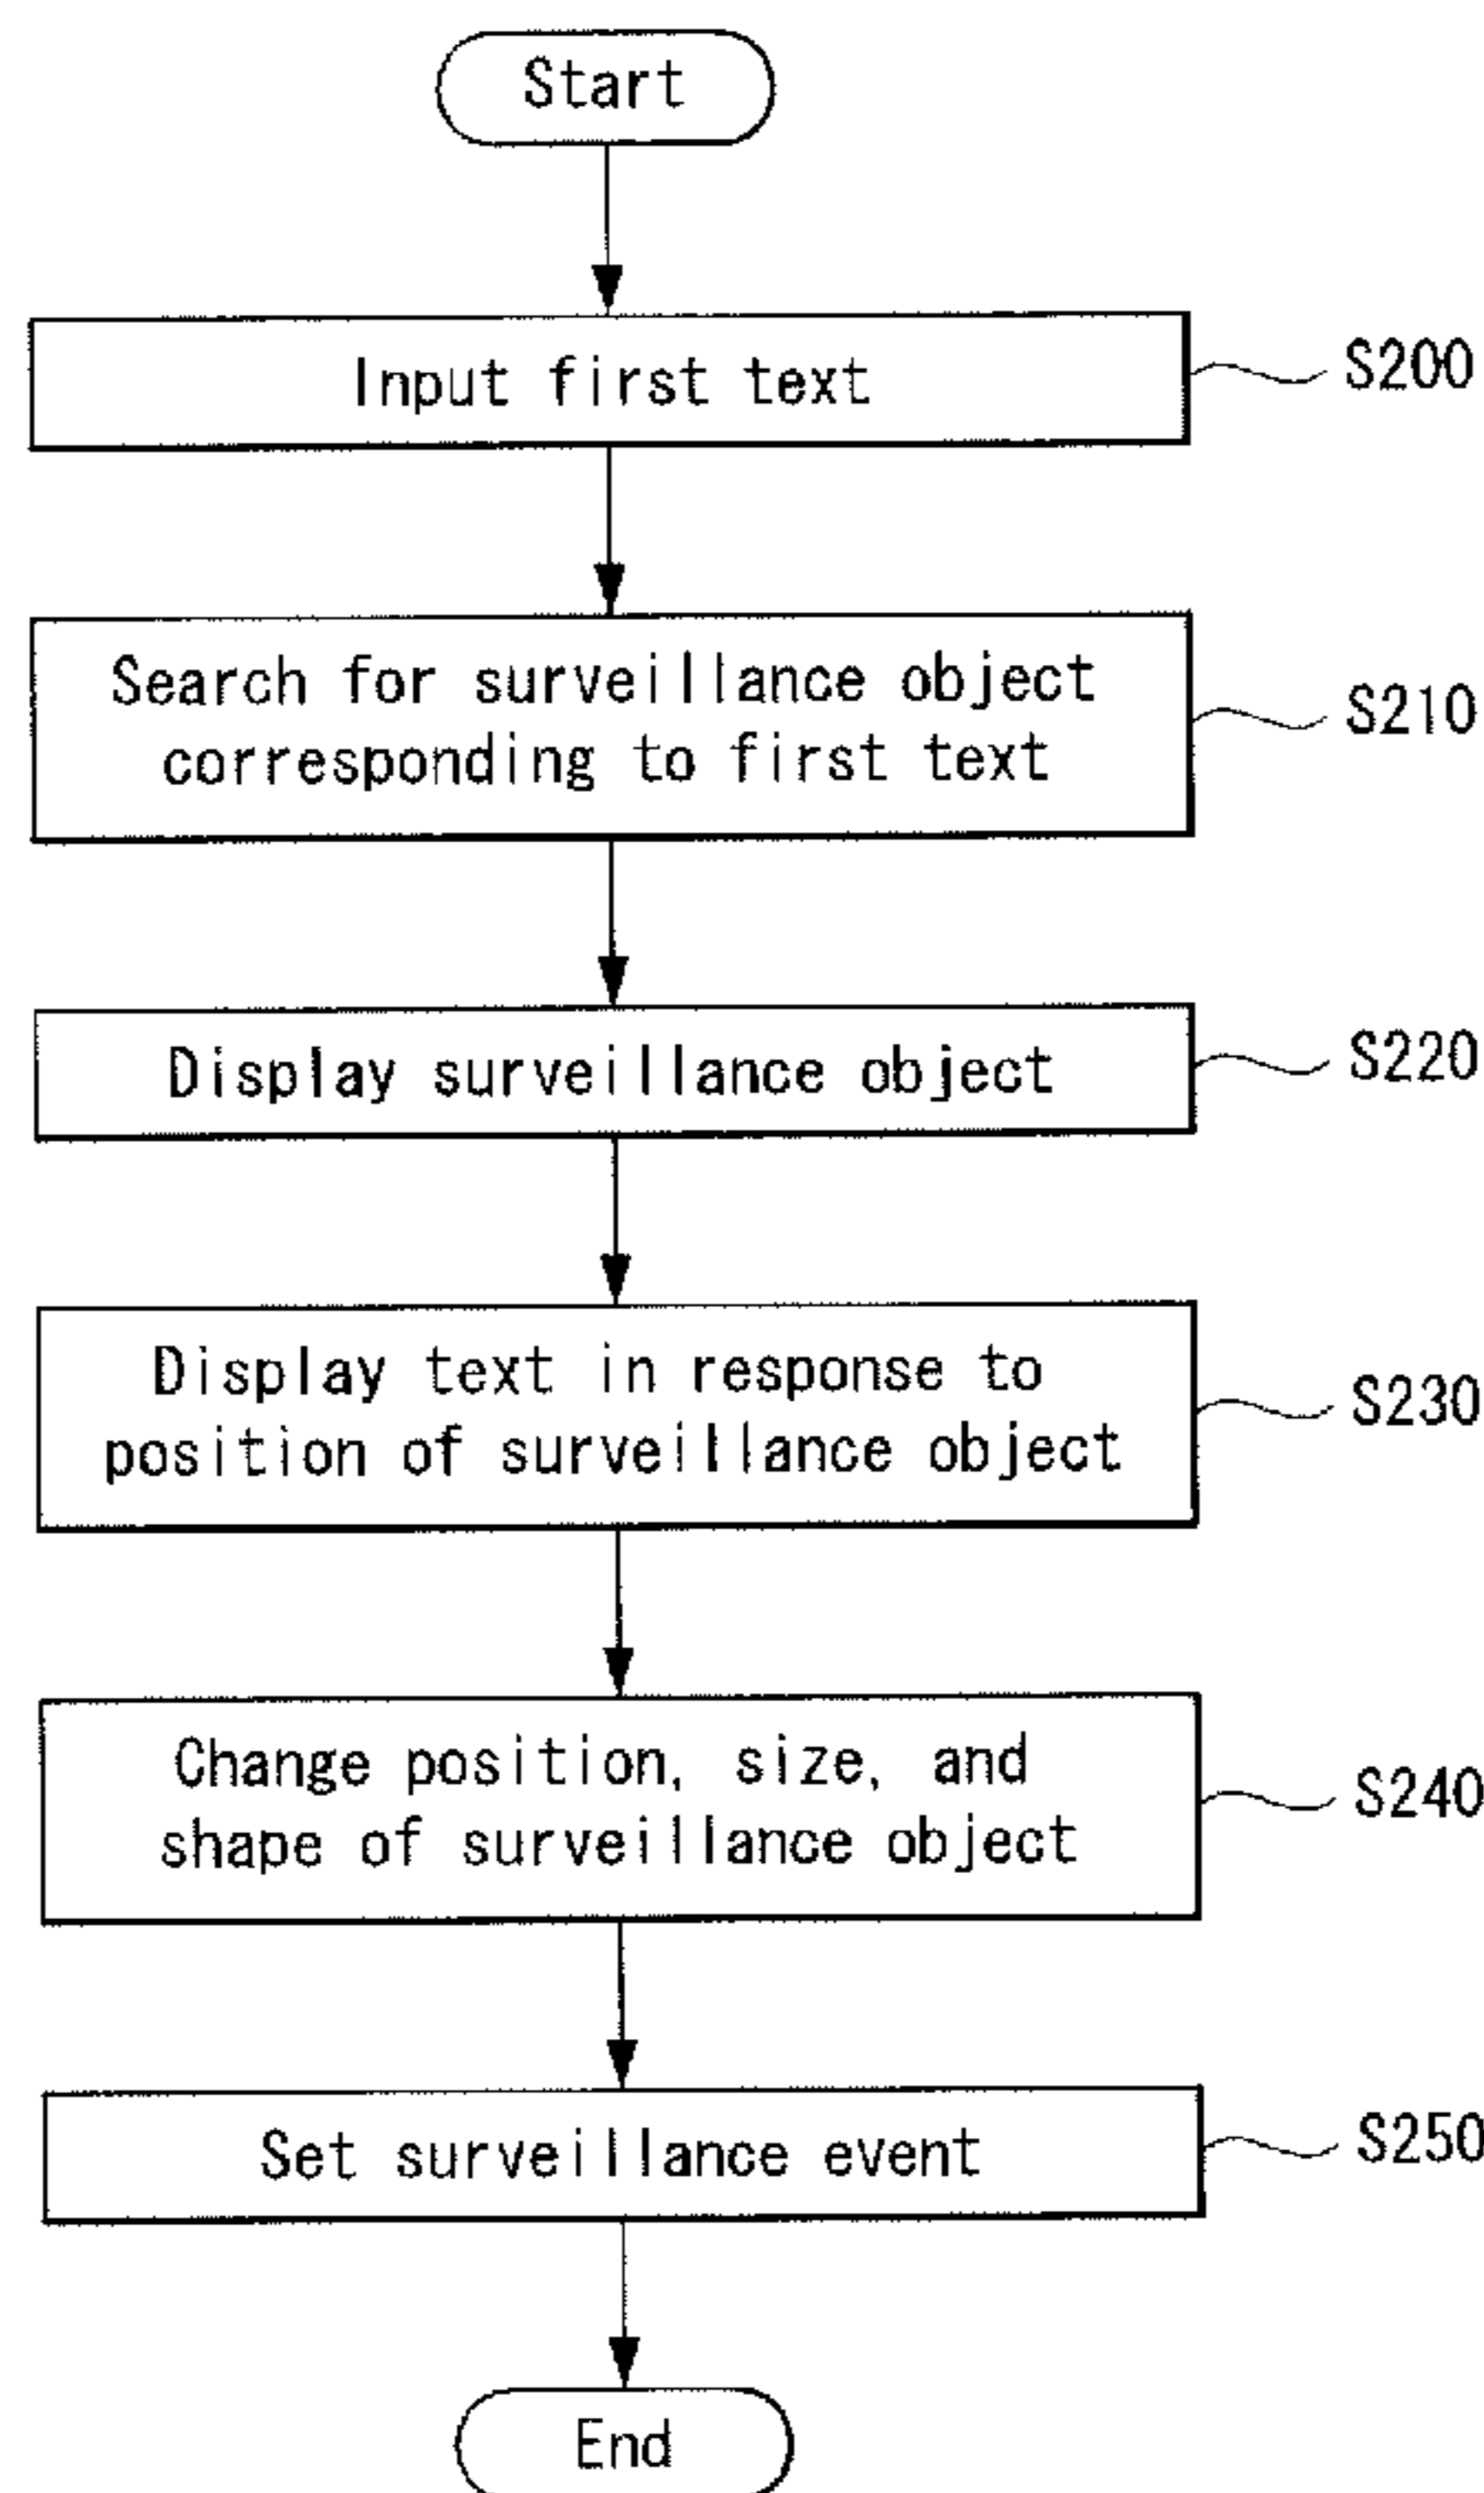 Start
Input first text
S200
Search for surveillance object
corresponding to first text
S210
Display surveillance object
S220
Display text in response to
position of surveillance object
S230
Change position, size, and
shape of surveillance object
S240
Set surveillance event
S250
End